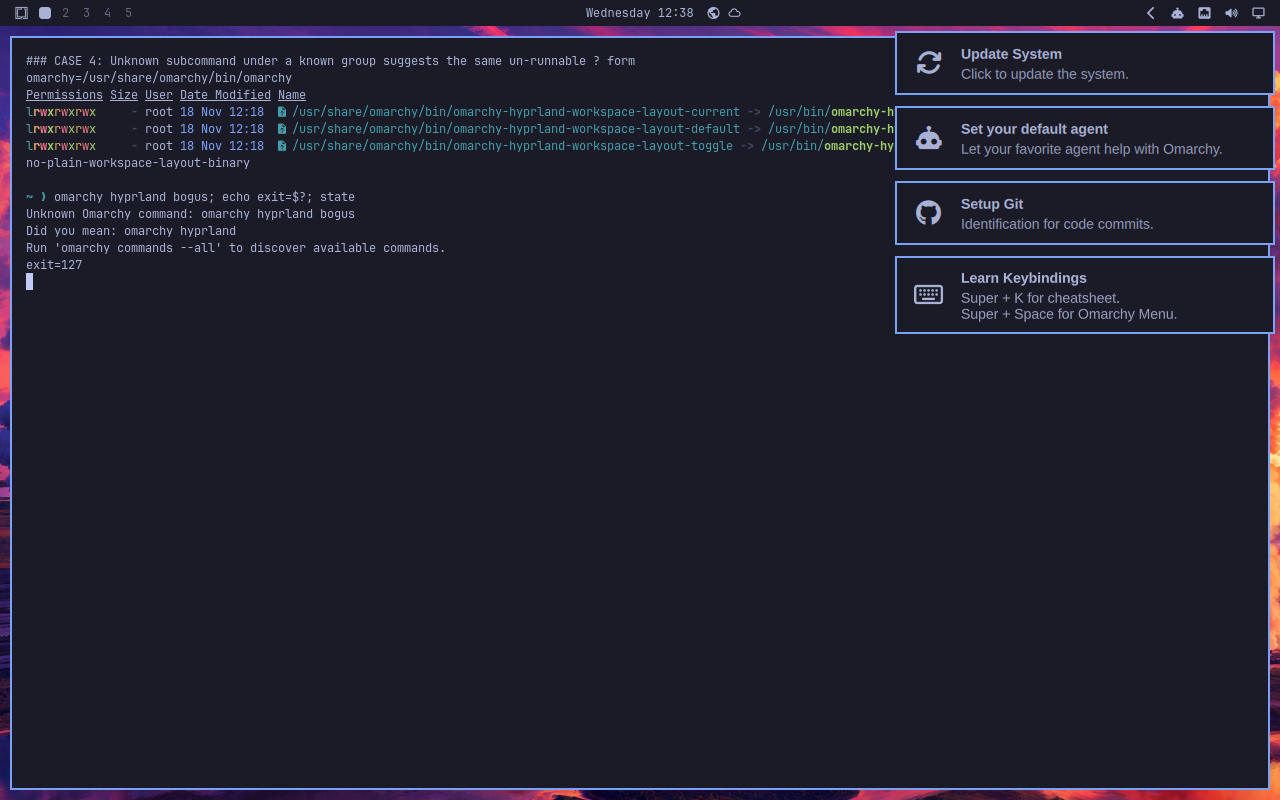 2 3 4 5
Wednesday 12:38
### CASE 4: Unknown subcommand under a known group suggests the same un-runnable ? form
omarchy=/usr/share/omarchy/bin/omarchy
Permissions Size User Date Modified Name
lrwxrwxrwx - root 18 Nov 12:18 /usr/share/omarchy/bin/omarchy-hyprland-workspace-layout-current -> /usr/bin/omarchy-h
lrwxrwxrwx - root 18 Nov 12:18 /usr/share/omarchy/bin/omarchy-hyprland-workspace-layout-default -> /usr/bin/omarchy-h
lrwxrwxrwx - root 18 Nov 12:18 /usr/share/omarchy/bin/omarchy-hyprland-workspace-layout-toggle -> /usr/bin/omarchy-hy
no-plain-workspace-layout-binary
~ ❯ omarchy hyprland bogus; echo exit=$?; state
Unknown Omarchy command: omarchy hyprland bogus
Did you mean: omarchy hyprland
Run 'omarchy commands --all' to discover available commands.
exit=127
Update System
Click to update the system.
Set your default agent
Let your favorite agent help with Omarchy.
Setup Git
Identification for code commits.
Learn Keybindings
Super + K for cheatsheet.
Super + Space for Omarchy Menu.